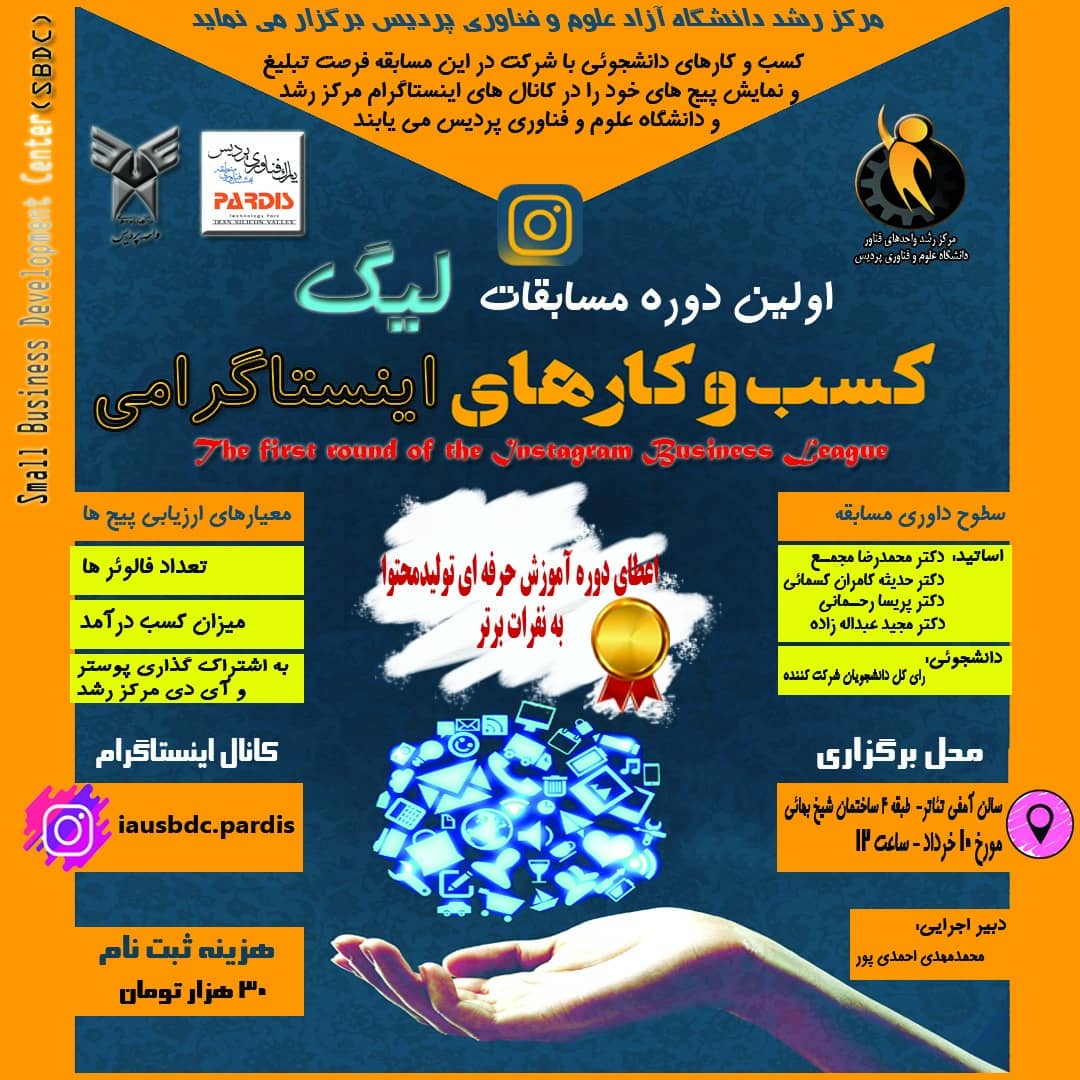 مرکز رشد دانشگاه آزاد علوم و فناوری پردیس برگزار می نماید
کسب و کارهای دانشجوئی با شرکت در این مسابقه فرصت تبلیغ
و نمایش پیج های خود را در کانال های اینستاگرام مرکز رشد
و دانشگاه علوم و فناوری پردیس می یابند
Small Business Development Center(SBDC)
واحد پردیس
پارک فناوری پردیس
PARDIS
Technology Park
IRAN SILICON VALLEY
مرکز رشد واحدهای فناور
دانشگاه علوم و فناوری پردیس
اولین دوره مسابقات لیگ
کسب و کارهای اینستاگرامی
The first round of the Instagram Business League
سطوح داوری مسابقه
اساتید: دکتر محمدرضا مجمع
دکتر حدیثه کامران کسمائی
دکتر پریسا رحمانی
دکتر مجید عبداله زاده
دانشجوئی:
رای کل دانشجویان شرکت کننده
اعطای دوره آموزش حرفه ای تولیدمحتوا
به نفرات برتر
معیارهای ارزیابی پیج ها
تعداد فالوئر ها
میزان کسب درآمد
به اشتراک گذاری پوستر
و آی دی مرکز رشد
محل برگزاری
سالن آمفی تئاتر- طبقه ۴ ساختمان شیخ بهائی
مورخ ۱۰ خرداد - ساعت ۱۲
کانال اینستاگرام
iausbdc.pardis
دبیر اجرایی:
محمدمهدی احمدی پور
هزینه ثبت نام
۳۰ هزار تومان